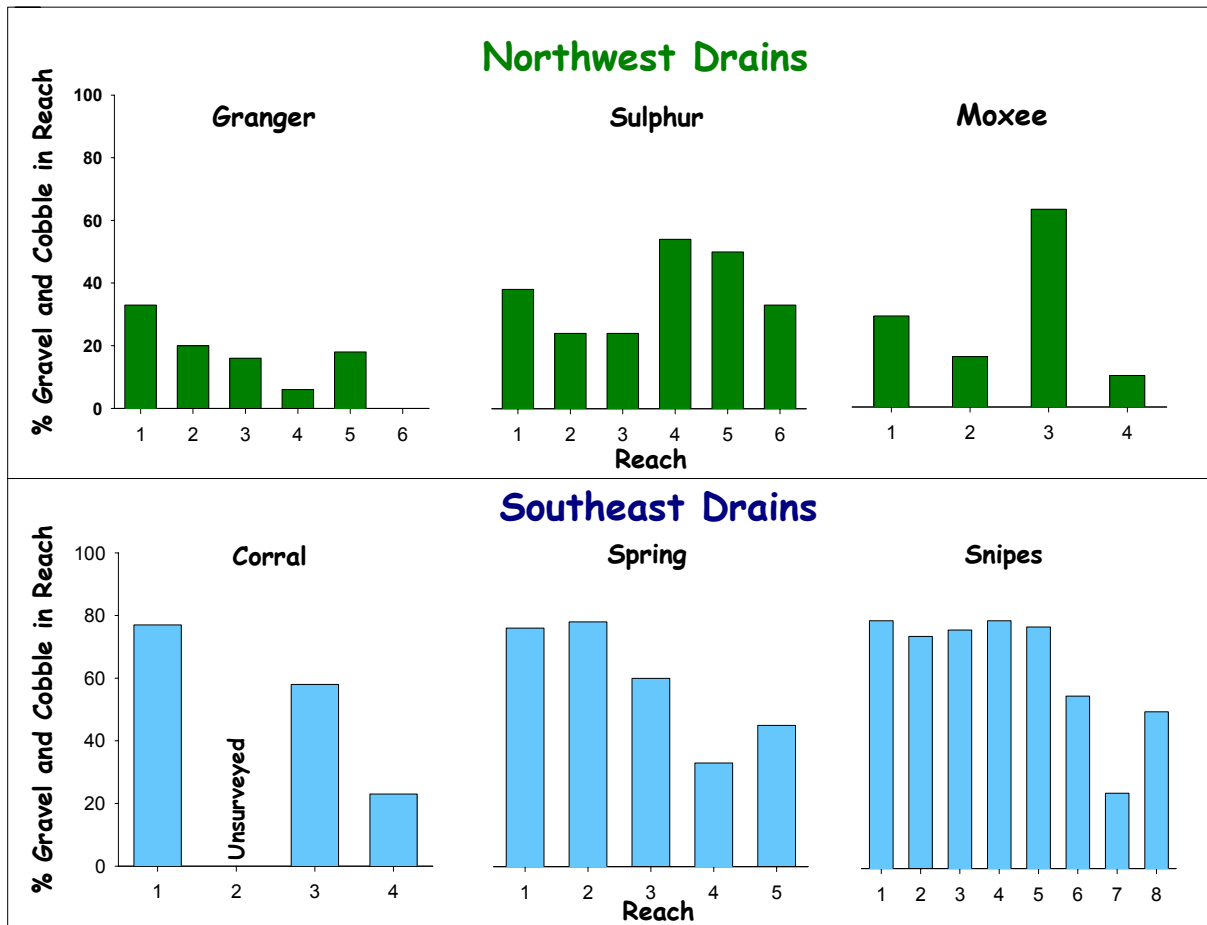 Northwest Drains
% Gravel and Cobble in Reach
100
80
60
40
20
0
Granger
1 2 3 4 5 6
Sulphur
1 2 3 4 5 6
Moxee
1 2 3 4
Reach
Southeast Drains
% Gravel and Cobble in Reach
100
80
60
40
20
0
Corral
Unsurveyed
1 2 3 4
Spring
1 2 3 4 5
Snipes
1 2 3 4 5 6 7 8
Reach